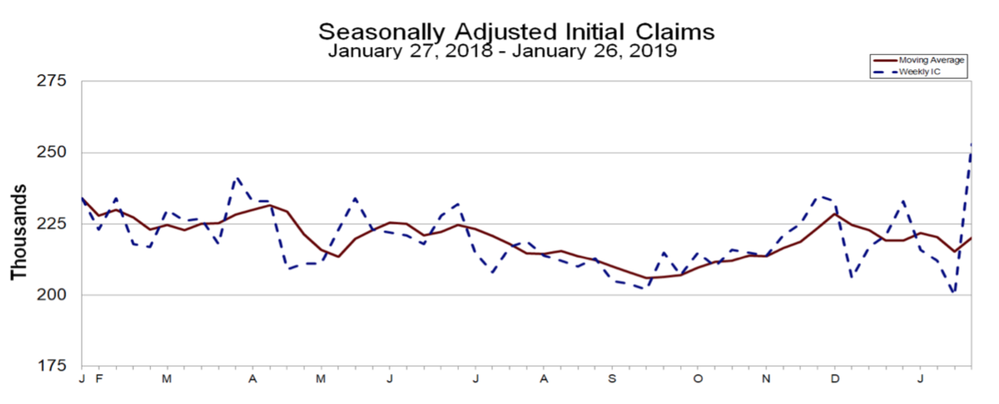 Seasonally Adjusted Initial Claims
January 27, 2018 - January 26, 2019
Moving Average
Weekly IC
275
250
225
200
175
Thousands
J F M A M J J A S O N D J